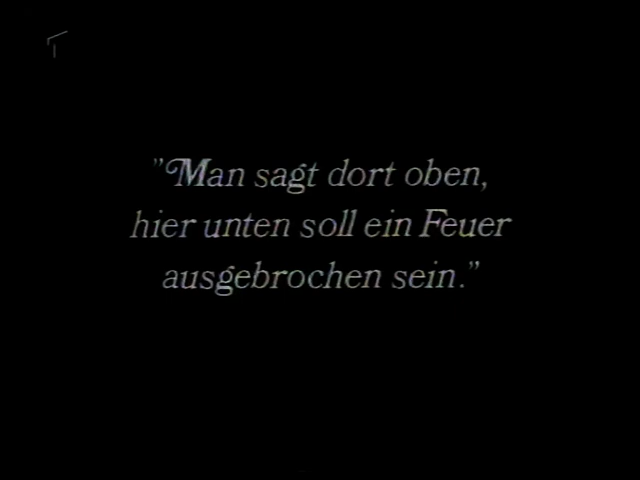 "Man sagt dort oben,
hier unten soll ein Feuer
ausgebrochen sein."